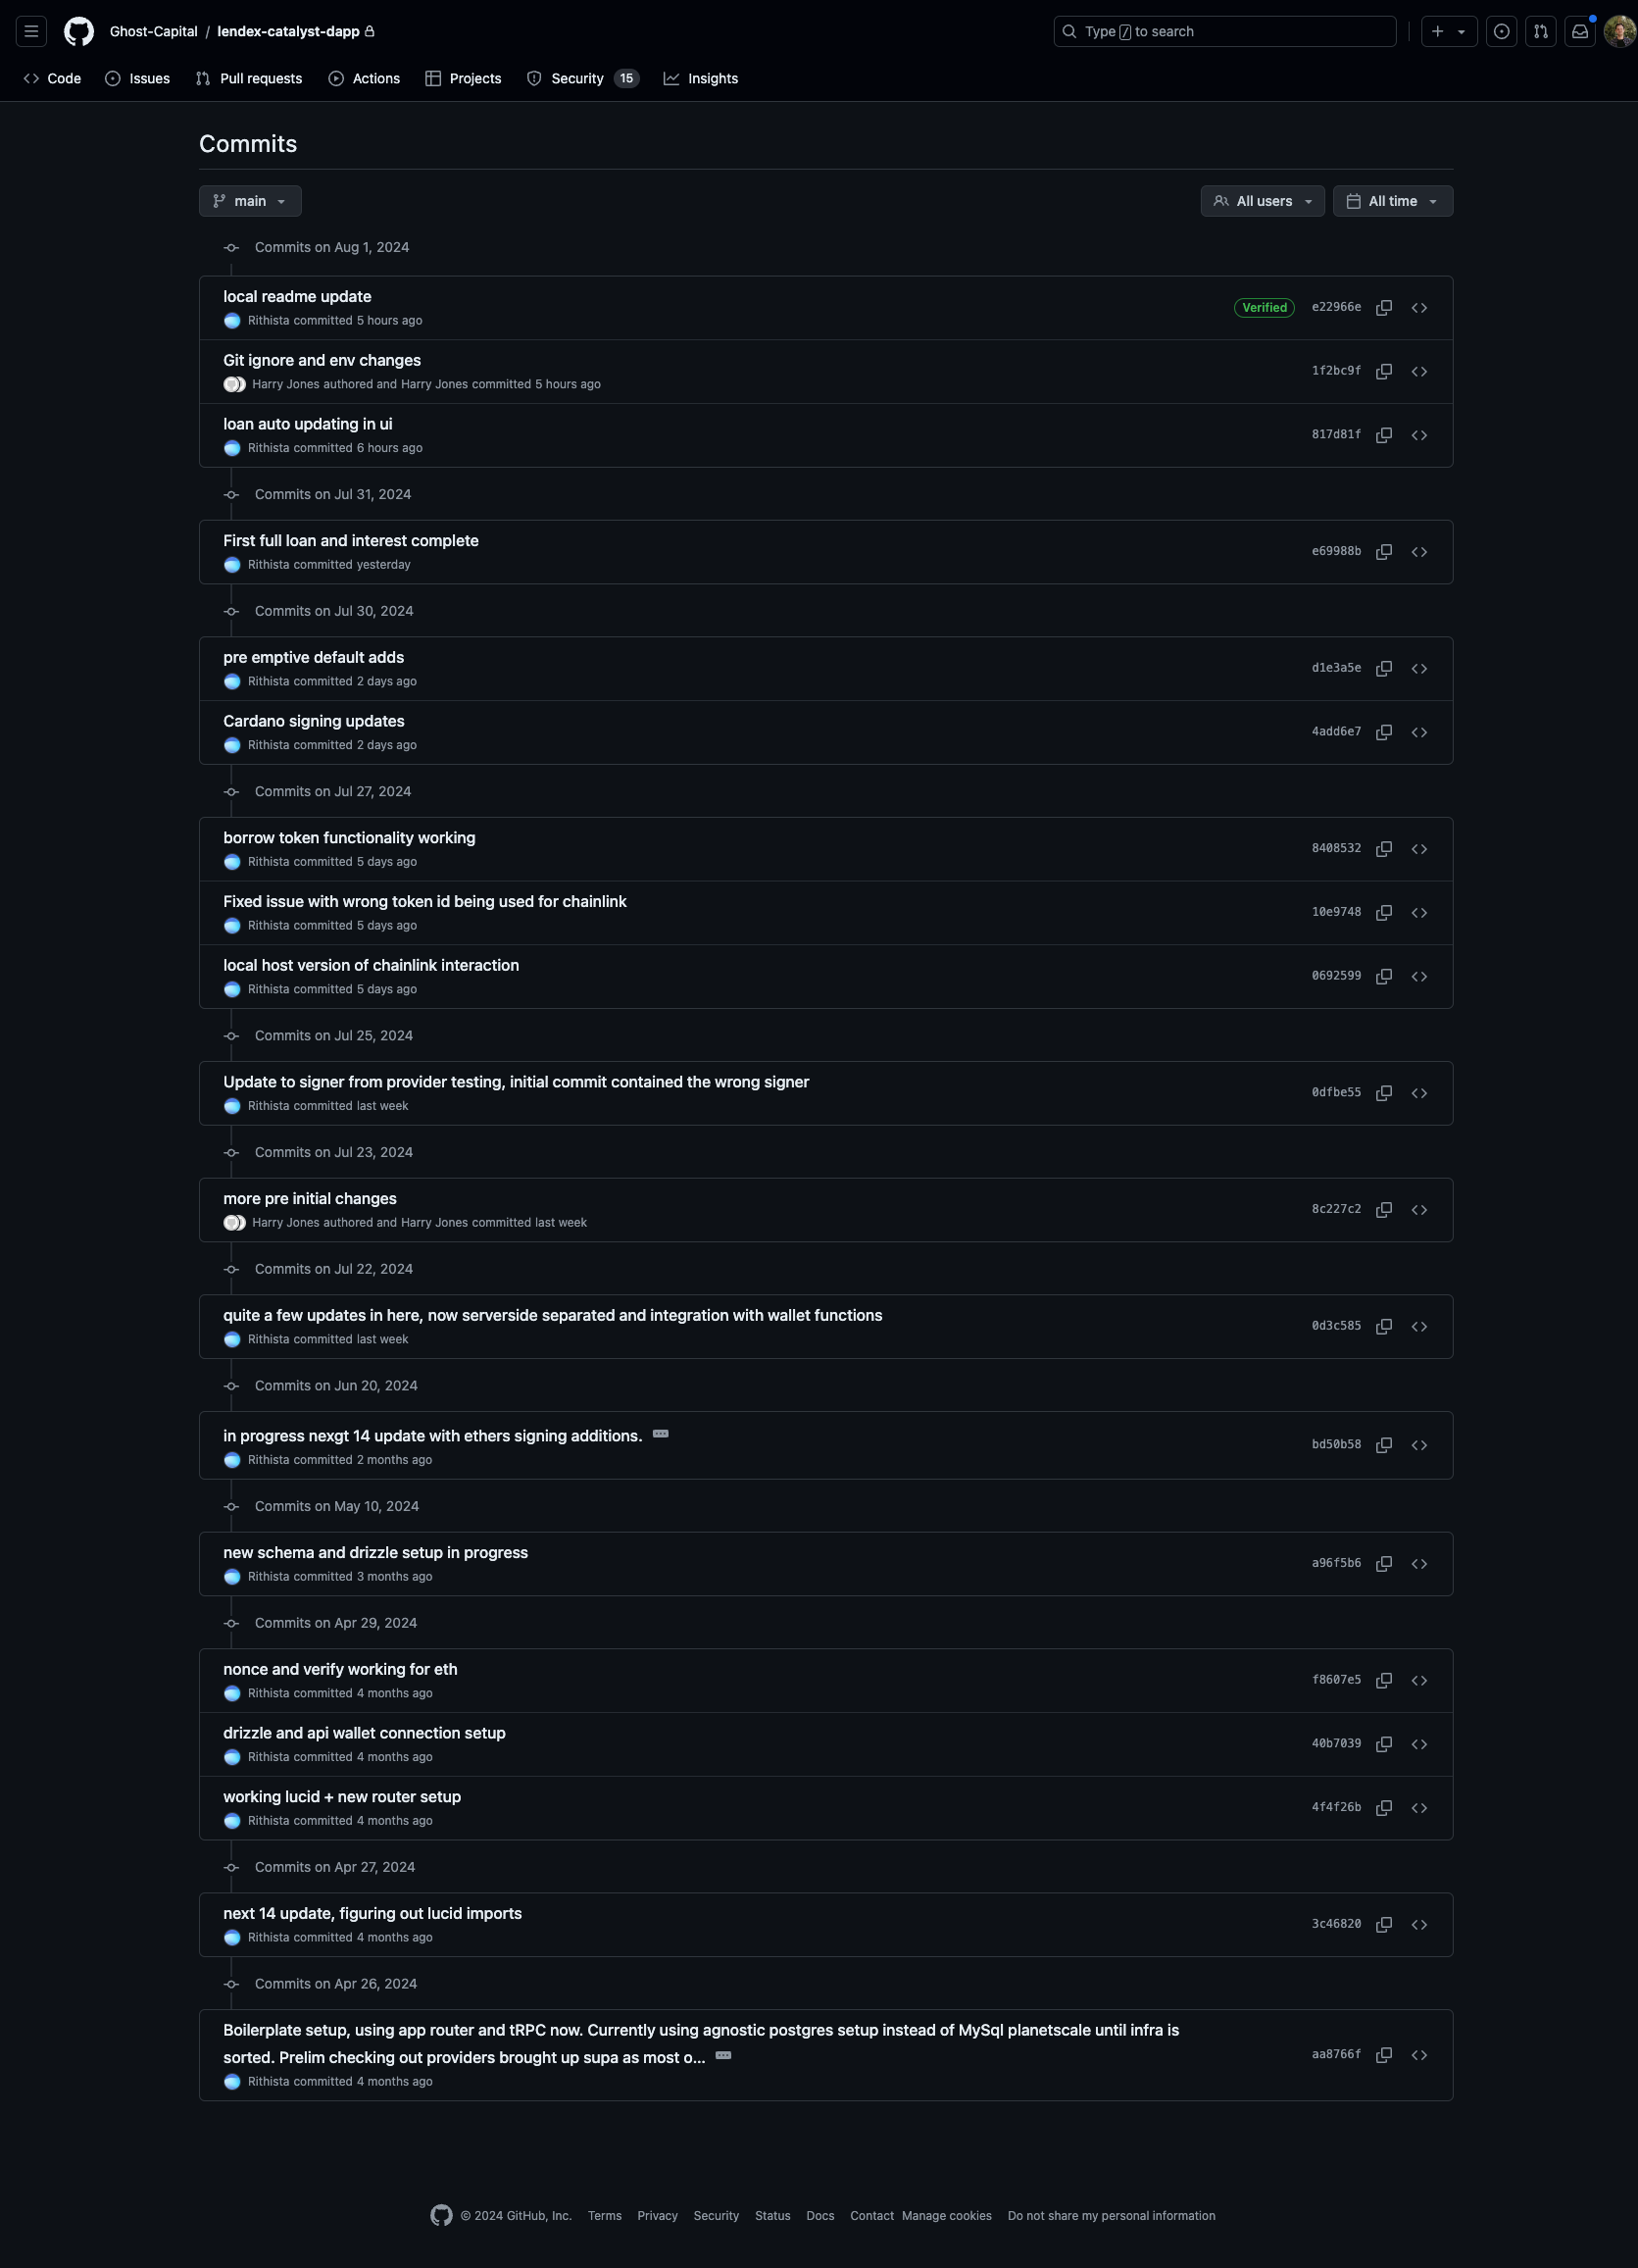 Ghost-Capital / lendex-catalyst-dapp
Type / to search
Code Issues Pull requests Actions Projects Security 15 Insights
Commits
main All users All time
Commits on Aug 1, 2024
local readme update
Rithista committed 5 hours ago
Verified e22966e
Git ignore and env changes
Harry Jones authored and Harry Jones committed 5 hours ago
1f2bc9f
loan auto updating in ui
Rithista committed 6 hours ago
817d81f
Commits on Jul 31, 2024
First full loan and interest complete
Rithista committed yesterday
e69988b
Commits on Jul 30, 2024
pre emptive default adds
Rithista committed 2 days ago
d1e3a5e
Cardano signing updates
Rithista committed 2 days ago
4add6e7
Commits on Jul 27, 2024
borrow token functionality working
Rithista committed 5 days ago
8408532
Fixed issue with wrong token id being used for chainlink
Rithista committed 5 days ago
10e9748
local host version of chainlink interaction
Rithista committed 5 days ago
0692599
Commits on Jul 25, 2024
Update to signer from provider testing, initial commit contained the wrong signer
Rithista committed last week
0dfbe55
Commits on Jul 23, 2024
more pre initial changes
Harry Jones authored and Harry Jones committed last week
8c227c2
Commits on Jul 22, 2024
quite a few updates in here, now serverside separated and integration with wallet functions
Rithista committed last week
0d3c585
Commits on Jun 20, 2024
in progress nexgt 14 update with ethers signing additions.
Rithista committed 2 months ago
bd50b58
Commits on May 10, 2024
new schema and drizzle setup in progress
Rithista committed 3 months ago
a96f5b6
Commits on Apr 29, 2024
nonce and verify working for eth
Rithista committed 4 months ago
f8607e5
drizzle and api wallet connection setup
Rithista committed 4 months ago
40b7039
working lucid + new router setup
Rithista committed 4 months ago
4f4f26b
Commits on Apr 27, 2024
next 14 update, figuring out lucid imports
Rithista committed 4 months ago
3c46820
Commits on Apr 26, 2024
Boilerplate setup, using app router and tRPC now. Currently using agnostic postgres setup instead of MySql planetscale until infra is
sorted. Prelim checking out providers brought up supa as most o...
Rithista committed 4 months ago
aa8766f
© 2024 GitHub, Inc. Terms Privacy Security Status Docs Contact Manage cookies Do not share my personal information